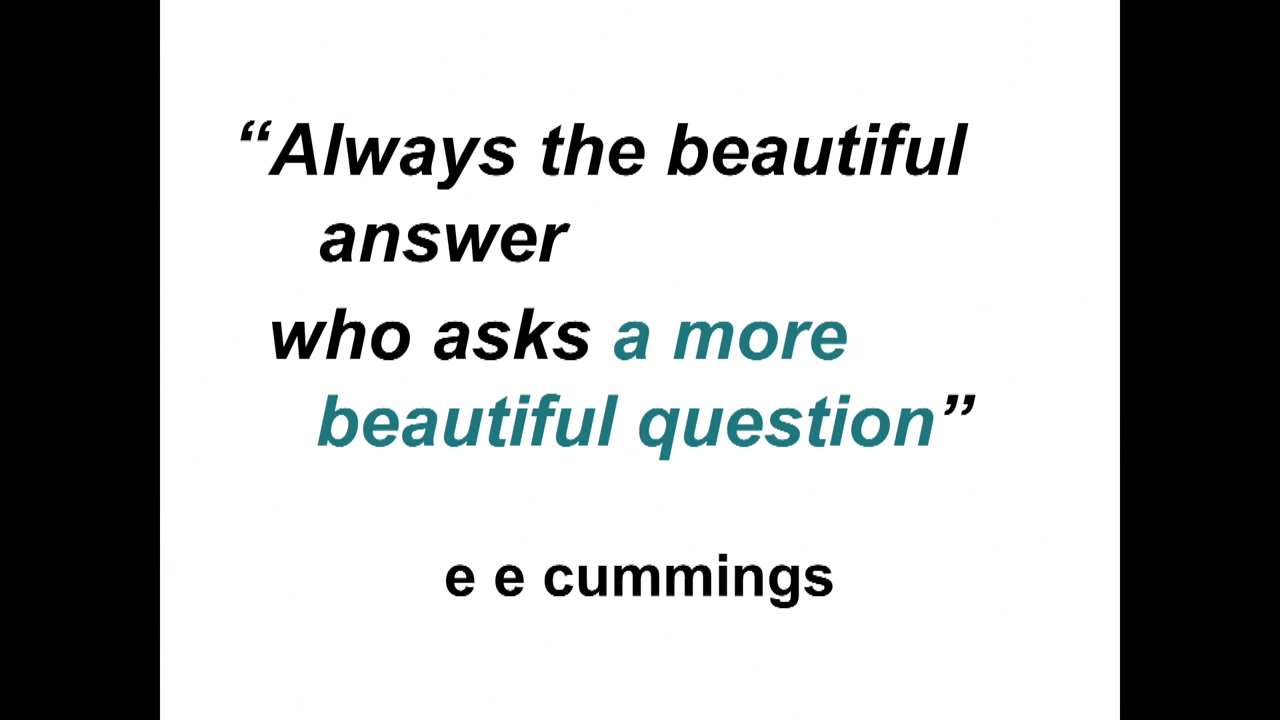 “Always the beautiful
answer
who asks a more
beautiful question”
e e cummings